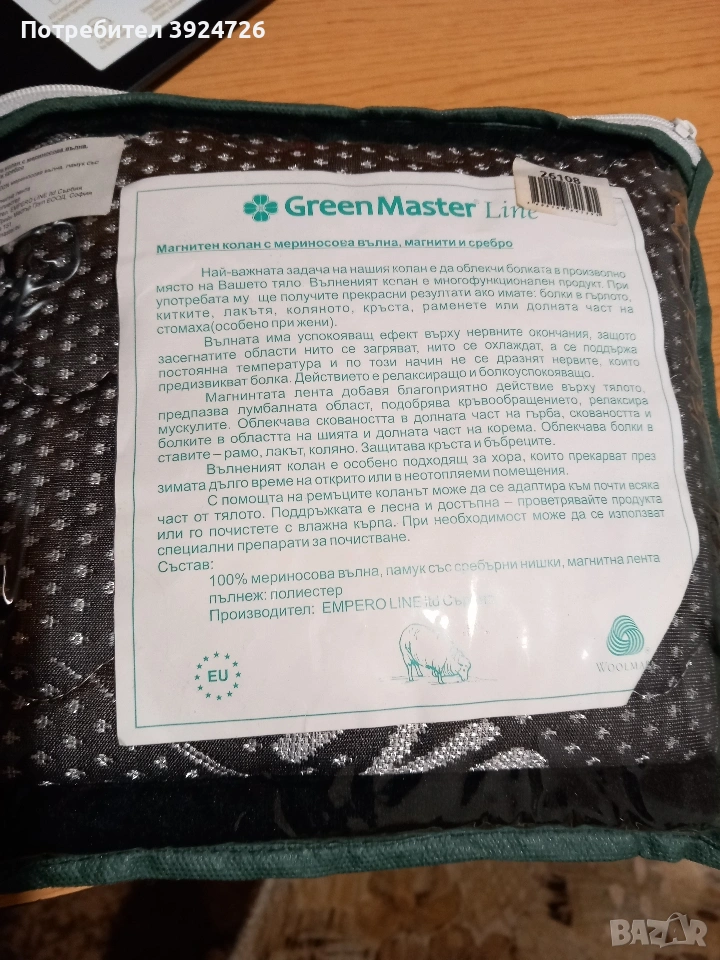 Потребител 3924726
26108
GreenMaster Line
Магнитен колан с мериносова вълна, магнити и сребро
Най-важната задача на нашия колан е да облекчи болката в произволно
място на Вашето тяло. Вълненият колан е многофункционален продукт. При
употребата му ще получите прекрасни резултати ако имате: болки в гърлото,
китките, лакътя, коляното, кръста, раменете или долната част на
стомаха(особено при жени).
Вълната има успокояващ ефект върху нервните окончания, защото
засегнатите области нито се загряват, нито се охлаждат, а се поддържа
постоянна температура и по този начин не се дразнят нервите, които
предизвикват болка. Действието е релаксиращо и болкоуспокояващо.
Магнинтата лента добавя благоприятно действие върху тялото,
предпазва лумбалната област, подобрява кръвообращението, релаксира
мускулите. Облекчава сковаността в долната част на гърба, сковаността и
болките в областта на шията и долната част на корема. Облекчава болки в
ставите – рамо, лакът, коляно. Защитава кръста и бъбреците.
Вълненият колан е особено подходящ за хора, които прекарват през
зимата дълго време на открито или в неотопляеми помещения.
С помощта на ремъците коланът може да се адаптира към почти всяка
част от тялото. Поддръжката е лесна и достъпна – проветрявайте продукта
или го почистете с влажна кърпа. При необходимост може да се използват
специални препарати за почистване.
Състав:
100% мериносова вълна, памук със сребърни нишки, магнитна лента
пълнеж: полиестер
Производител: EMPERO LINE ltd
EU
WOOLMA
BAZAR